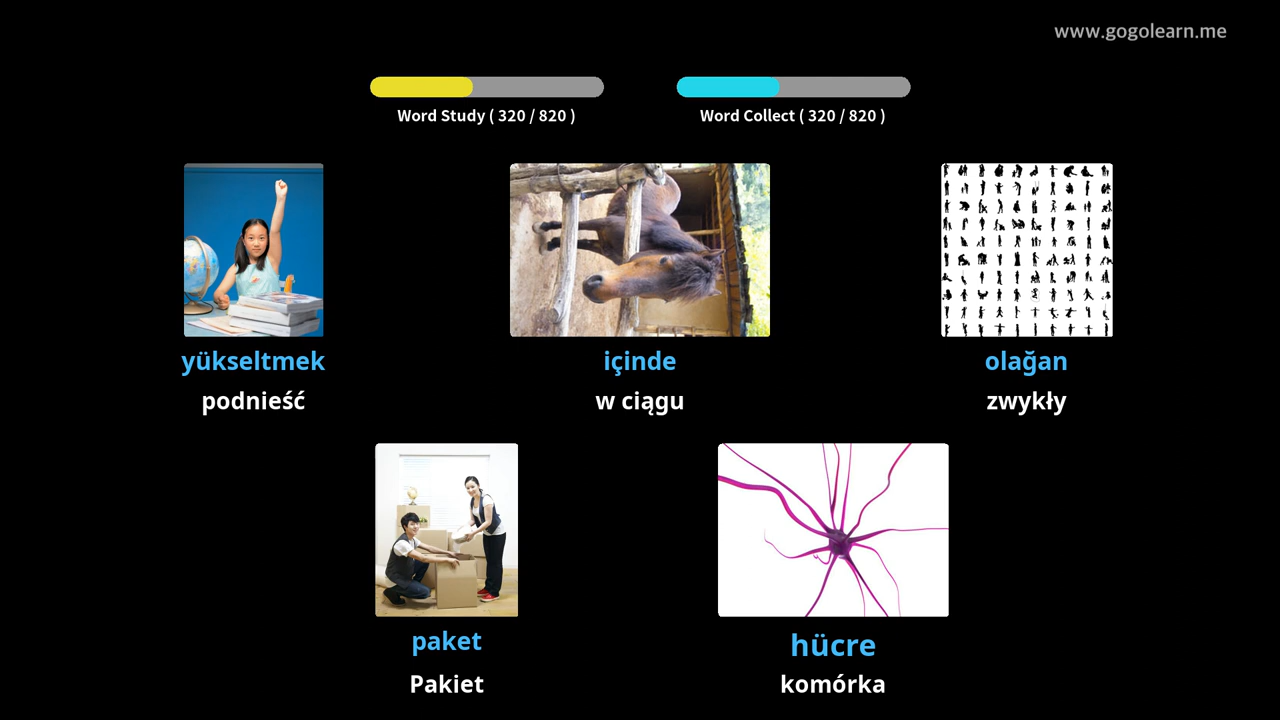 www.gogolearn.me
Word Study ( 320 / 820 )
Word Collect ( 320 / 820 )
yükseltmek
podnieść
içinde
w ciągu
olağan
zwykły
paket
Pakiet
hücre
komórka